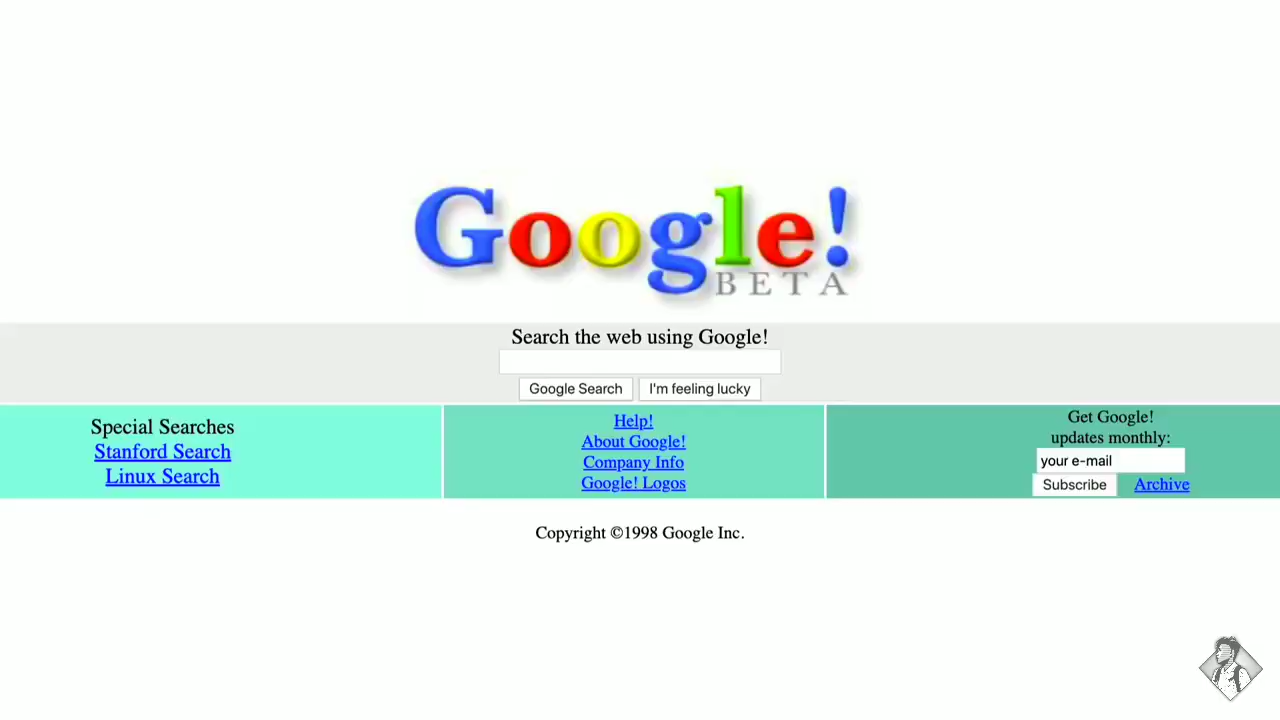 Google!
BETA
Search the web using Google!
Google Search
I'm feeling lucky
Special Searches
Stanford Search
Linux Search
Help!
About Google!
Company Info
Google! Logos
Get Google!
updates monthly:
your e-mail
Subscribe
Archive
Copyright ©1998 Google Inc.